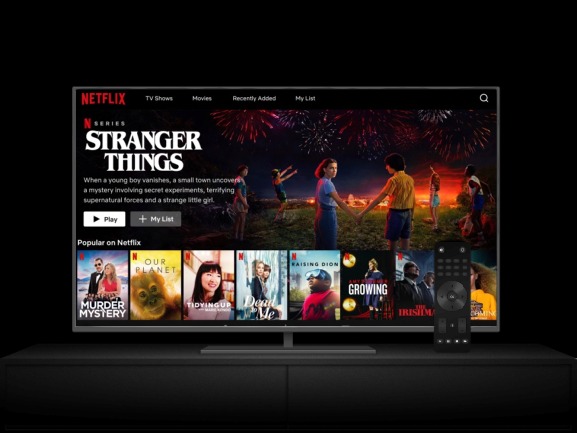 NETFLIX TV Shows Movies Recently Added My List
N SERIES
STRANGER
THINGS
When a young boy vanishes, a small town uncovers
a mystery involving secret experiments, terrifying
supernatural forces and a strange little girl.
Play My List
Popular on Netflix
MURDER
MYSTERY
OUR
PLANET
TIDYING UP
Dead
to Me
RAISING DION
GROWING
THE
IRISHMAN